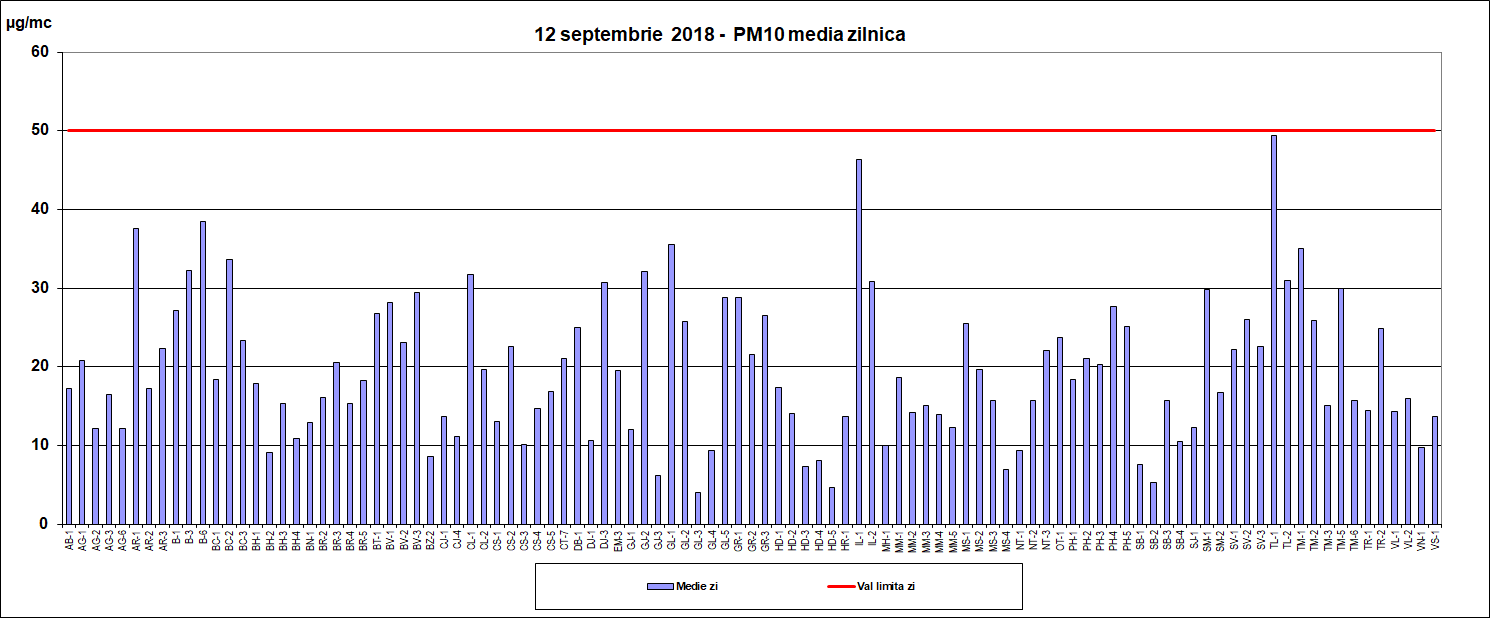 µg/mc
12 septembrie 2018 - PM10 media zilnica
60
50
40
30
20
10
0
AB-1 AG-1 AG-2 AG-3 AG-6 AR-1 AR-2 AR-3 B-1 B-3 B-6 BC-1 BC-2 BC-3 BH-1 BH-2 BH-3 BH-4 BN-1 BR-2 BR-3 BR-4 BR-5 BT-1 BV-1 BV-2 BV-3 BZ-2 CJ-1 CJ-4 CL-1 CL-2 CS-1 CS-2 CS-3 CS-4 CS-5 CT-7 DB-1 DJ-1 DJ-3 EM-3 GJ-1 GJ-2 GJ-3 GL-1 GL-2 GL-3 GL-4 GL-5 GR-1 GR-2 GR-3 HD-1 HD-2 HD-3 HD-4 HD-5 HR-1 IL-1 IL-2 MH-1 MM-1 MM-2 MM-3 MM-4 MM-5 MS-1 MS-2 MS-3 MS-4 NT-1 NT-2 NT-3 OT-1 PH-1 PH-2 PH-3 PH-4 PH-5 SB-1 SB-2 SB-3 SB-4 SJ-1 SM-1 SM-2 SV-1 SV-2 SV-3 TL-1 TL-2 TM-1 TM-2 TM-3 TM-5 TM-6 TR-1 TR-2 VL-1 VL-2 VN-1 VS-1
Medie zi Val limita zi